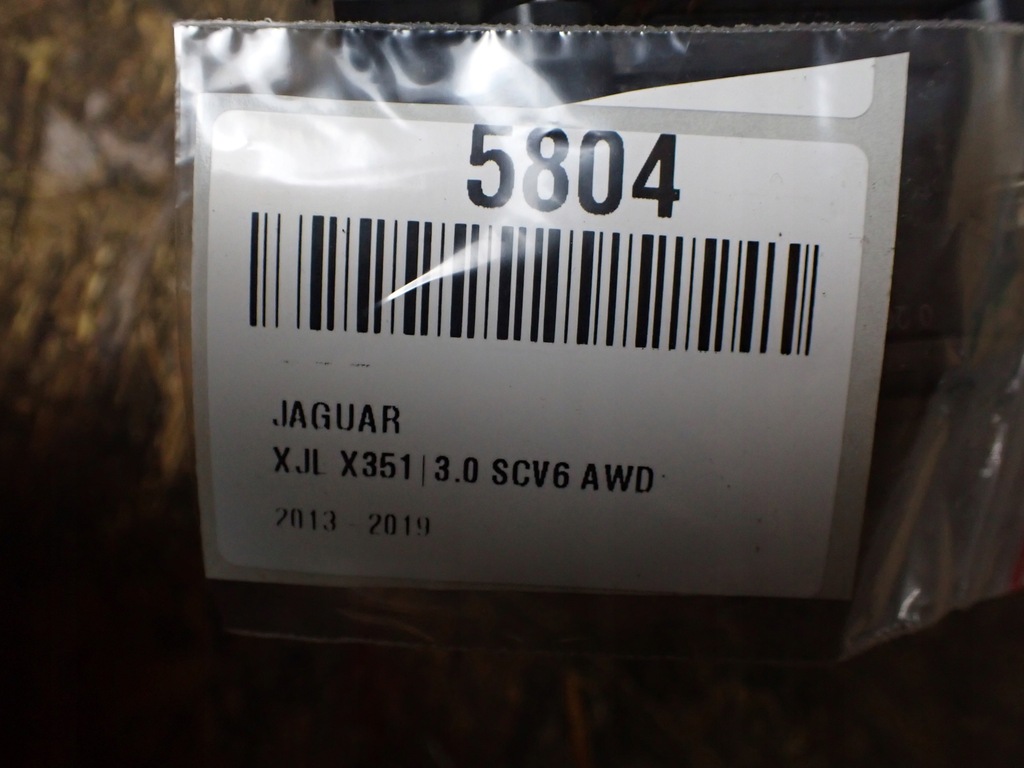 5804
JAGUAR
XJL X351|3.0 SCV6 AWD
2013 - 2019